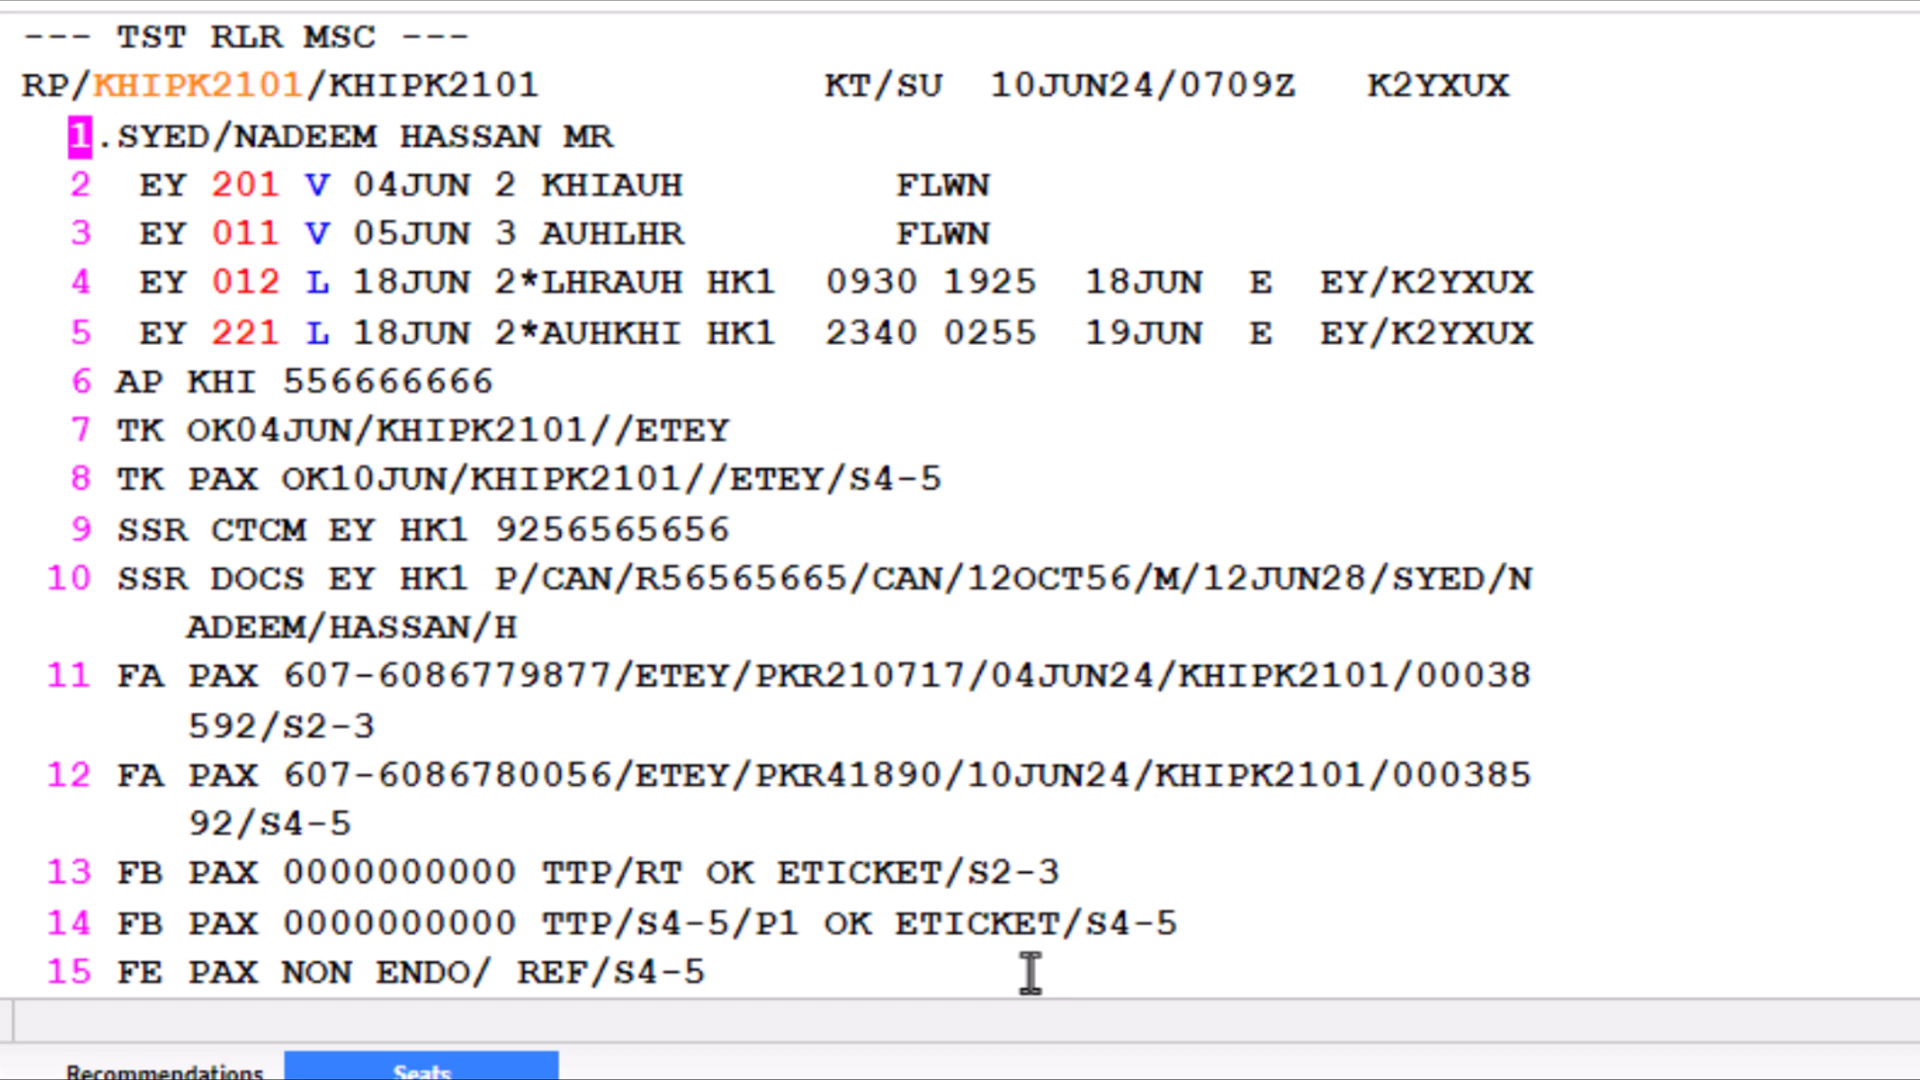 --- TST RLR MSC ---
RP/KHIPK2101/KHIPK2101 KT/SU 10JUN24/0709Z K2YXUX
1.SYED/NADEEM HASSAN MR
2 EY 201 V 04JUN 2 KHIAUH FLWN
3 EY 011 V 05JUN 3 AUHLHR FLWN
4 EY 012 L 18JUN 2*LHRAUH HK1 0930 1925 18JUN E EY/K2YXUX
5 EY 221 L 18JUN 2*AUHKHI HK1 2340 0255 19JUN E EY/K2YXUX
6 AP KHI 556666666
7 TK OK04JUN/KHIPK2101//ETEY
8 TK PAX OK10JUN/KHIPK2101//ETEY/S4-5
9 SSR CTCM EY HK1 9256565656
10 SSR DOCS EY HK1 P/CAN/R56565665/CAN/12OCT56/M/12JUN28/SYED/N
ADEEM/HASSAN/H
11 FA PAX 607-6086779877/ETEY/PKR210717/04JUN24/KHIPK2101/00038
592/S2-3
12 FA PAX 607-6086780056/ETEY/PKR41890/10JUN24/KHIPK2101/000385
92/S4-5
13 FB PAX 0000000000 TTP/RT OK ETICKET/S2-3
14 FB PAX 0000000000 TTP/S4-5/P1 OK ETICKET/S4-5
15 FE PAX NON ENDO/ REF/S4-5
Recommendations Seats